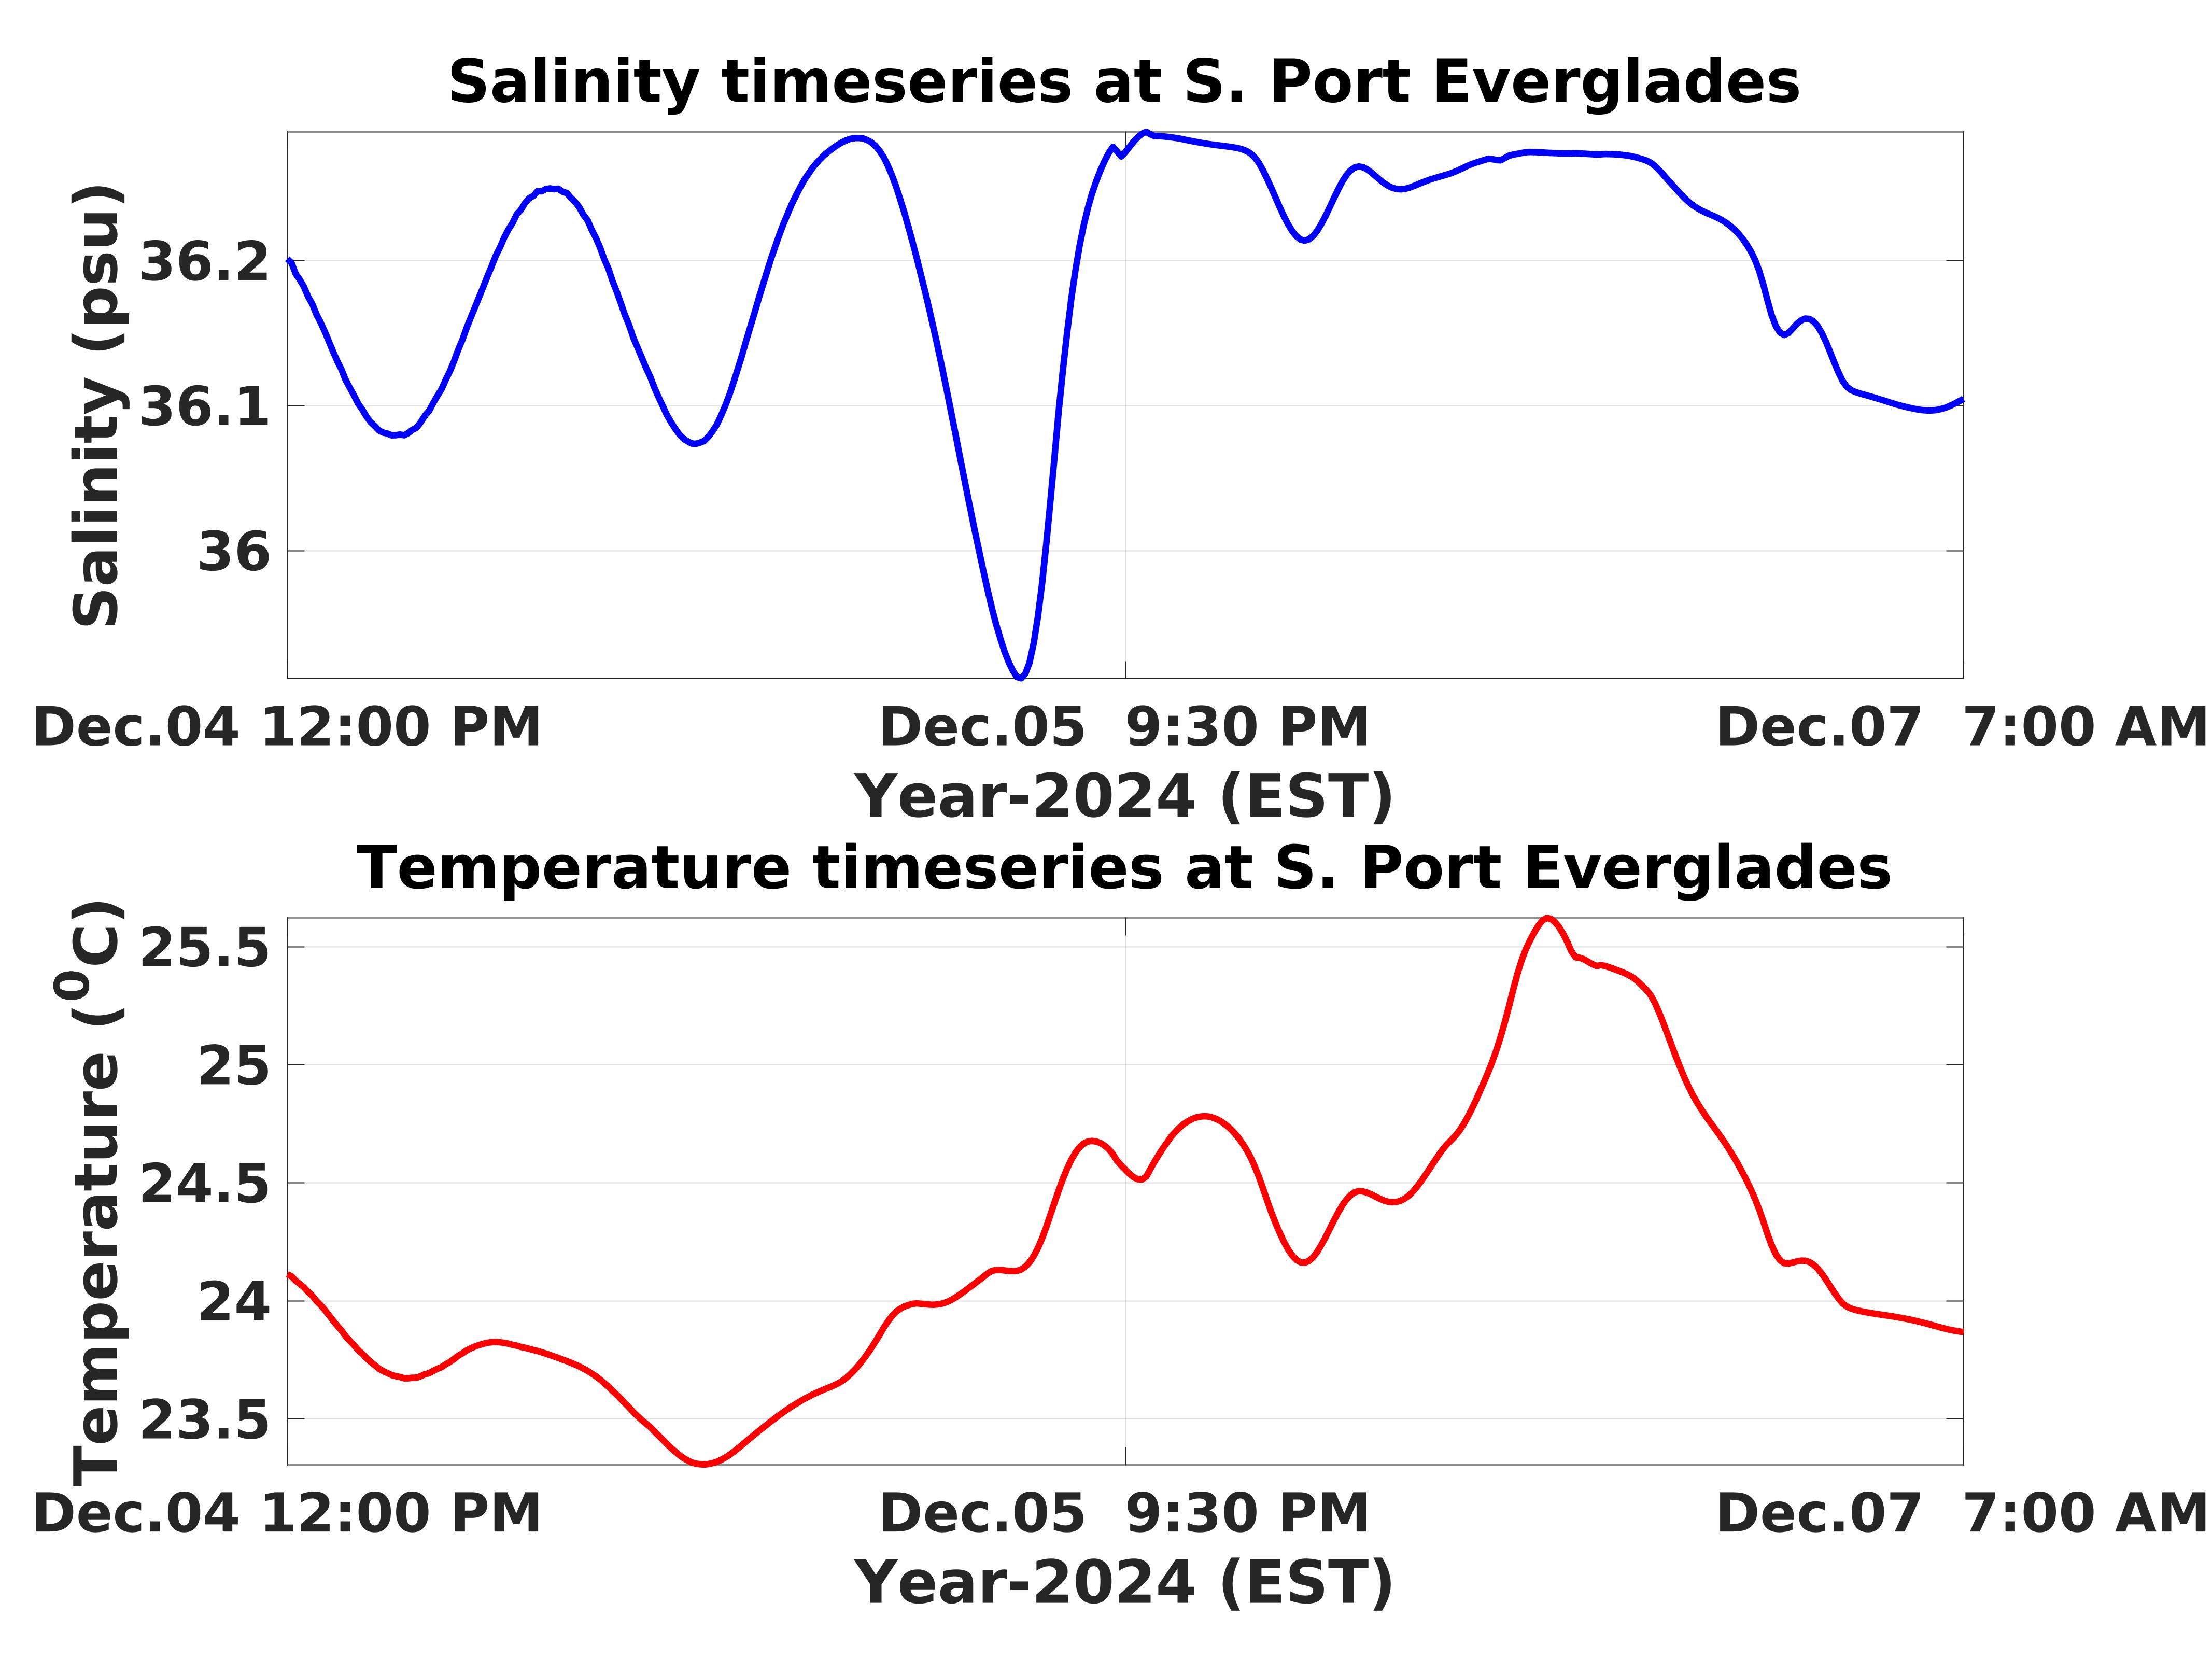 Salinity timeseries at S. Port Everglades
Salinity (psu)
36.2
36.1
36
Dec.04 12:00 PM
Dec.05  9:30 PM
Dec.07  7:00 AM
Year-2024 (EST)
Temperature timeseries at S. Port Everglades
Temperature (⁰C)
25.5
25
24.5
24
23.5
Dec.04 12:00 PM
Dec.05  9:30 PM
Dec.07  7:00 AM
Year-2024 (EST)